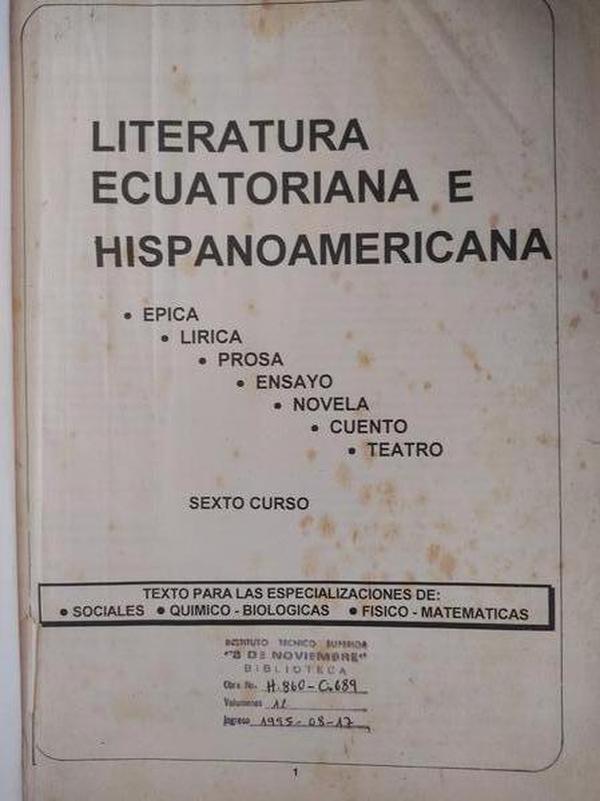 LITERATURA
ECUATORIANA E
HISPANOAMERICANA
• EPICA
• LIRICA
• PROSA
• ENSAYO
• NOVELA
• CUENTO
• TEATRO
SEXTO CURSO
TEXTO PARA LAS ESPECIALIZACIONES DE:
• SOCIALES • QUIMICO - BIOLOGICAS • FISICO - MATEMATICAS
INSTITUTO TECNICO SUPERIOR
"8 DE NOVIEMBRE"
BIBLIOTECA
Obra No. H.860-C.689
Volumenes
Ingreso 1995-08-17
1